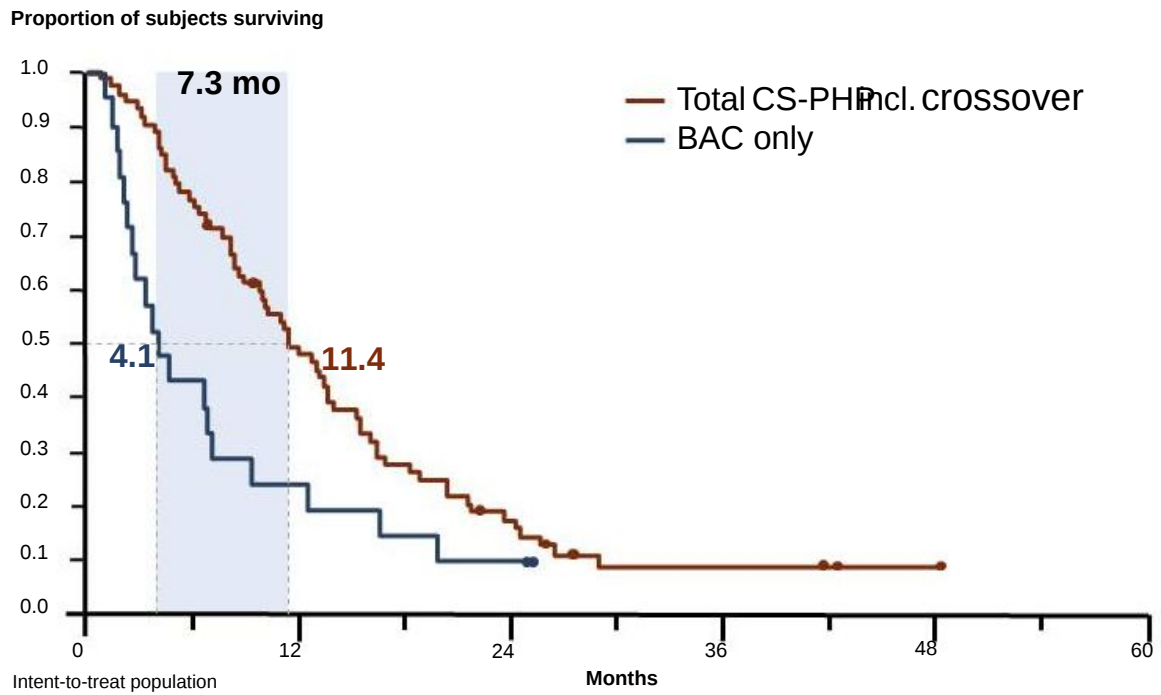 Proportion of subjects surviving
1.0
7.3 mo
Total CS-PHP incl. crossover
BAC only
0.9
0.8
0.7
0.6
0.5
4.1
11.4
0.4
0.3
0.2
0.1
0.0
0 12 24 36 48 60
Months
Intent-to-treat population